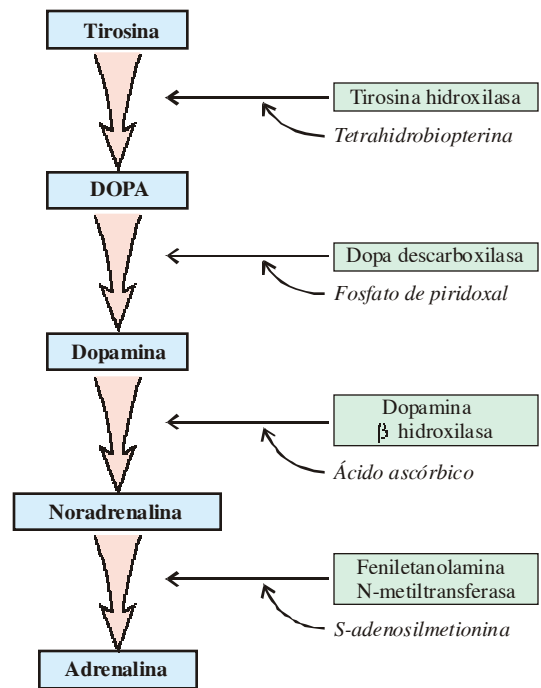 Tirosina
Tirosina hidroxilasa
Tetrahidrobiopterina
DOPA
Dopa descarboxilasa
Fosfato de piridoxal
Dopamina
Dopamina
β hidroxilasa
Ácido ascórbico
Noradrenalina
Feniletanolamina
N-metiltransferasa
S-adenosilmetionina
Adrenalina